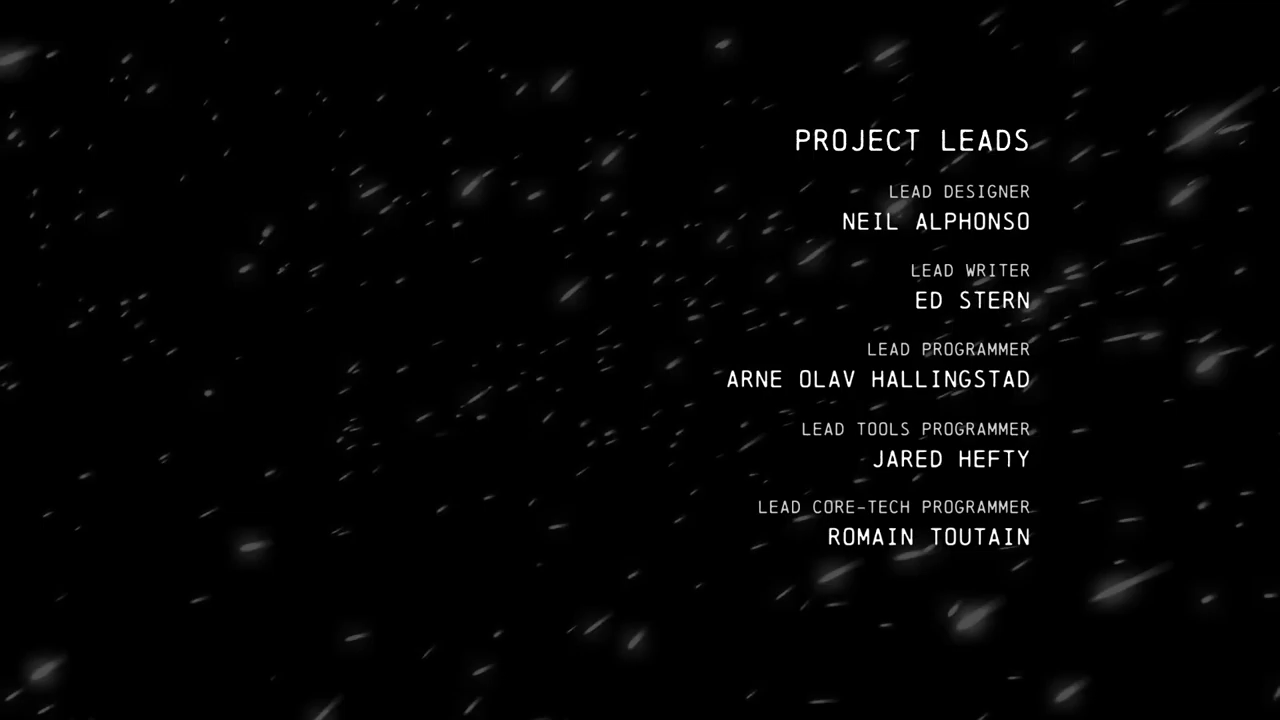 PROJECT LEADS
LEAD DESIGNER
NEIL ALPHONSO
LEAD WRITER
ED STERN
LEAD PROGRAMMER
ARNE OLAV HALLINGSTAD
LEAD TOOLS PROGRAMMER
JARED HEFTY
LEAD CORE-TECH PROGRAMMER
ROMAIN TOUTAIN